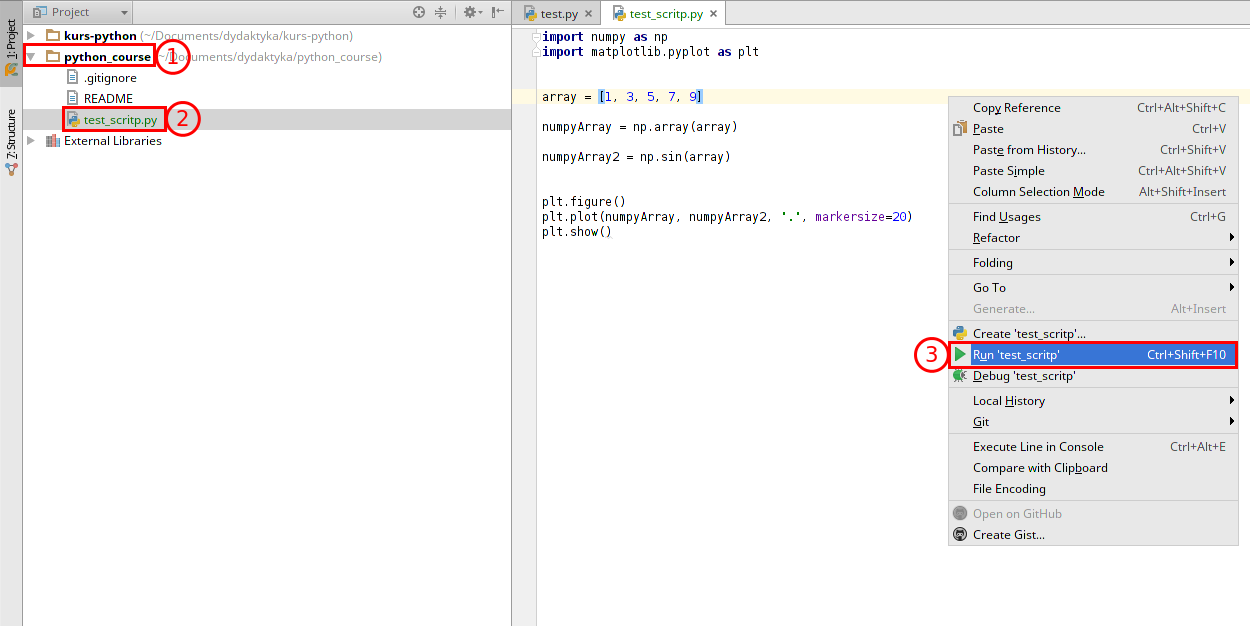 1: Project
Z: Structure
Project
kurs-python (~/Documents/dydaktyka/kurs-python)
python_course ~/Documents/dydaktyka/python_course)
1
.gitignore
README
test_scritp.py
2
External Libraries
test.py
test_scritp.py
import numpy as np
import matplotlib.pyplot as plt
array = [1, 3, 5, 7, 9]
numpyArray = np.array(array)
numpyArray2 = np.sin(array)
plt.figure()
plt.plot(numpyArray, numpyArray2, '.', markersize=20)
plt.show()
Copy Reference Ctrl+Alt+Shift+C
Paste Ctrl+V
Paste from History... Ctrl+Shift+V
Paste Simple Ctrl+Alt+Shift+V
Column Selection Mode Alt+Shift+Insert
Find Usages Ctrl+G
Refactor
Folding
Go To
Generate... Alt+Insert
Create 'test_scritp'...
3
Run 'test_scritp' Ctrl+Shift+F10
Debug 'test_scritp'
Local History
Git
Execute Line in Console Ctrl+Alt+E
Compare with Clipboard
File Encoding
Open on GitHub
Create Gist...